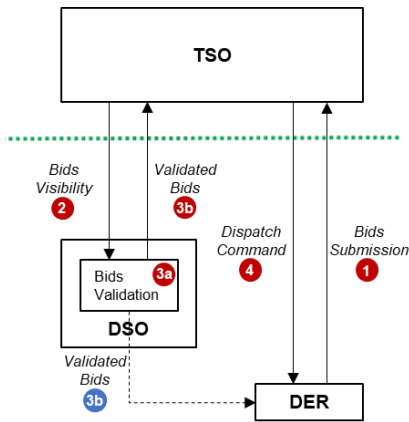 TSO
Bids
Visibility
2
Validated
Bids
3b
Dispatch
Command
4
Bids
Submission
1
3a
Bids
Validation
DSO
Validated
Bids
3b
DER